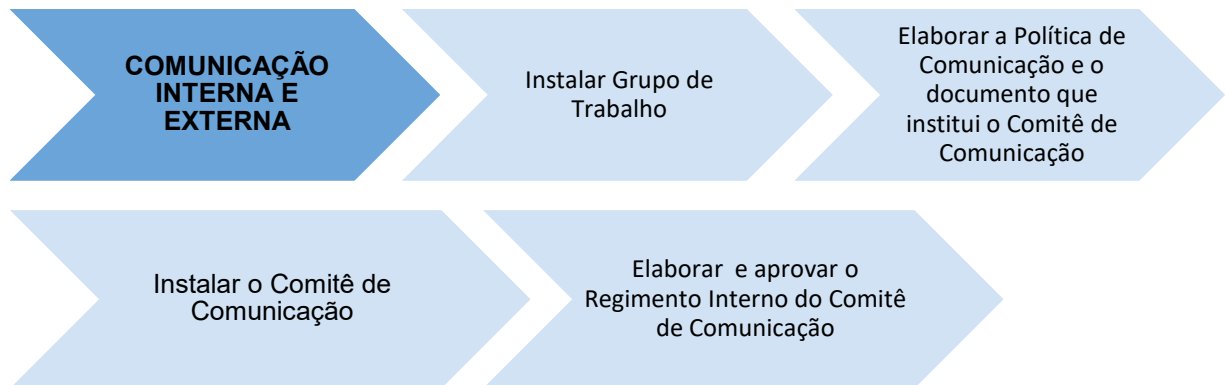 COMUNICAÇÃO
INTERNA E
EXTERNA
Instalar Grupo de
Trabalho
Elaborar a Política de
Comunicação e o
documento que
institui o Comitê de
Comunicação
Instalar o Comitê de
Comunicação
Elaborar e aprovar o
Regimento Interno do Comitê
de Comunicação